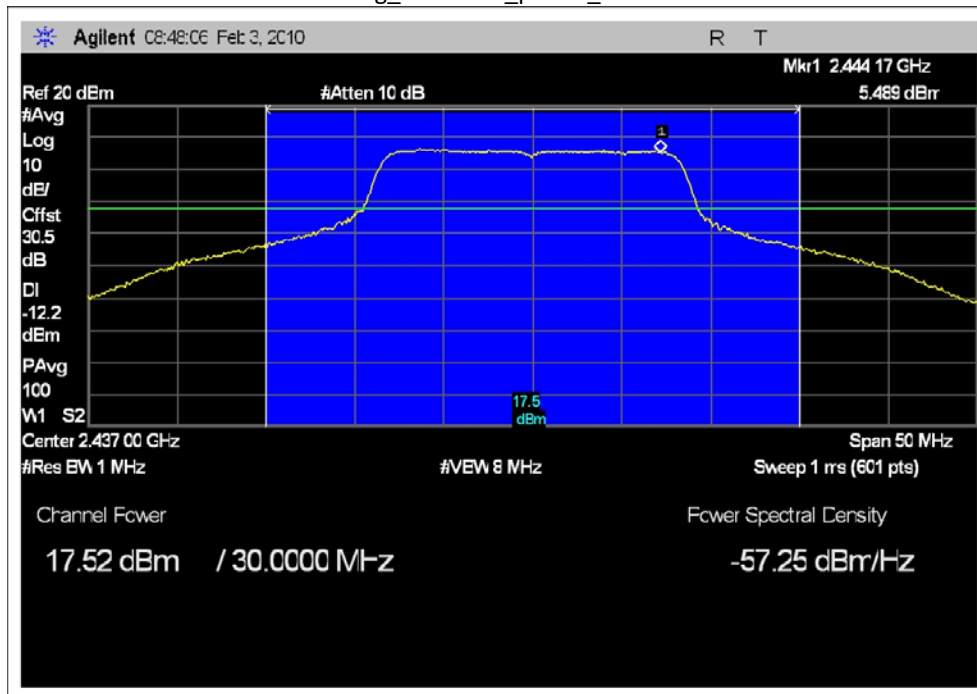 Agilent 08:48:06 Feb 3, 2010 R T
Mkr1 2.444 17 GHz
Ref 20 dBm #Atten 10 dB 5.489 dBm
#Avg
Log
10
dB/
Offst
30.5
dB
DI
-12.2
dEm
PAvg
100
W1 S2
1
17.5
dBm
Center 2.437 00 GHz Span 50 MHz
#Res BW 1 MHz #VBW 8 MHz Sweep 1 ms (601 pts)
Channel Power Power Spectral Density
17.52 dBm / 30.0000 MHz -57.25 dBm/Hz